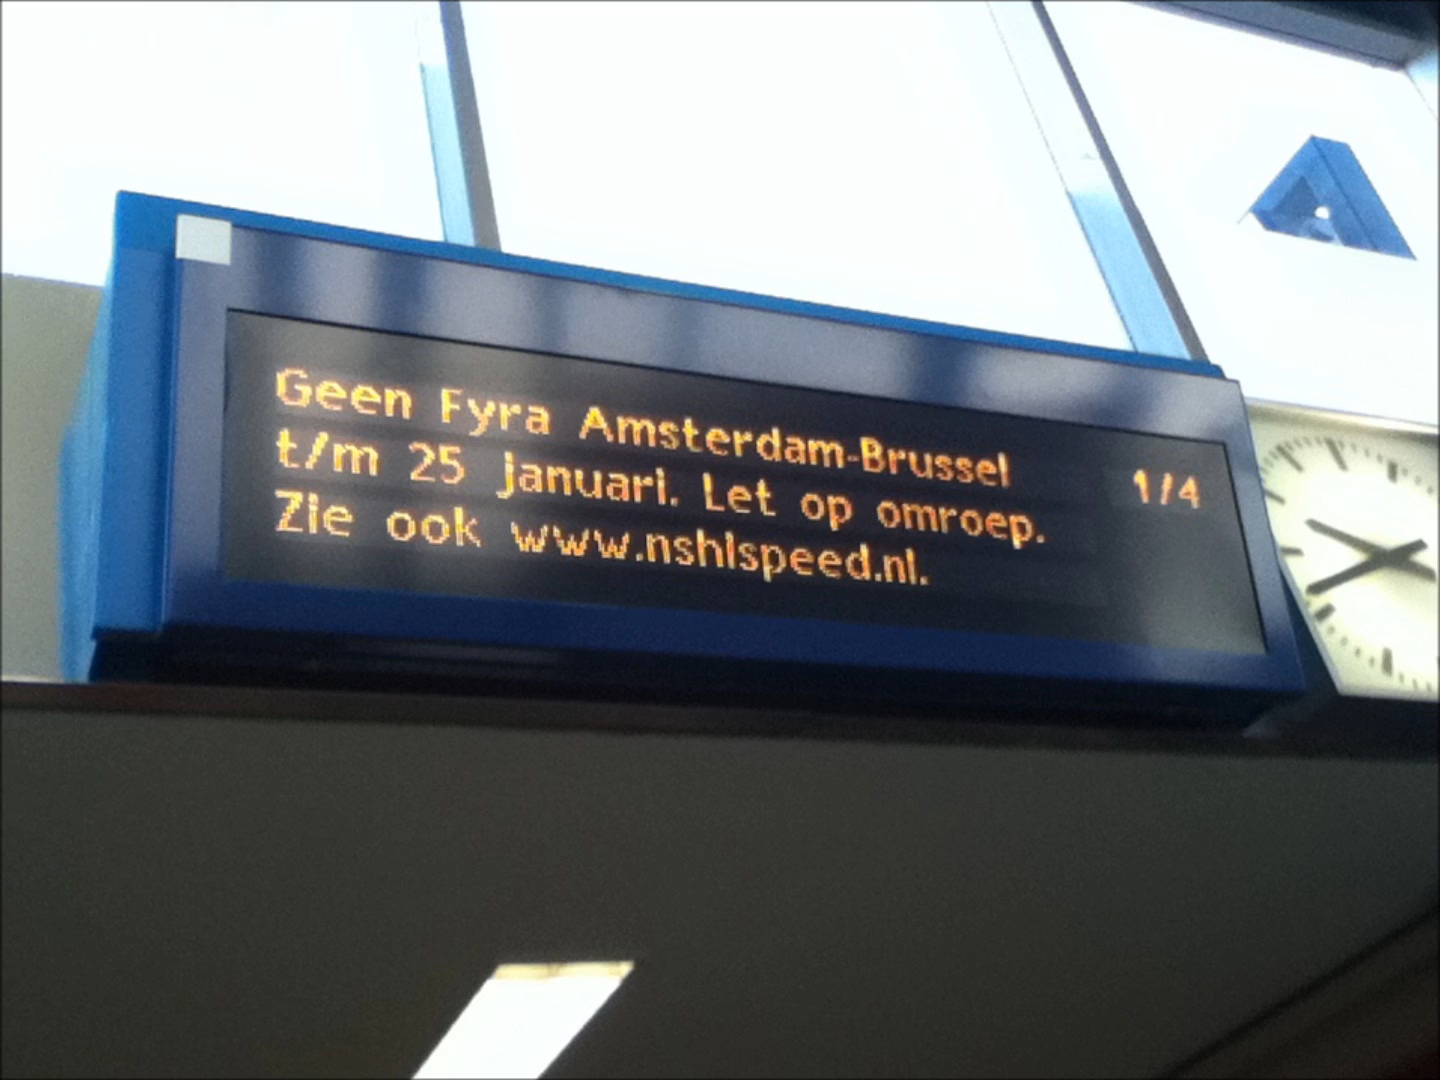 Geen Fyra Amsterdam-Brussel
t/m 25 januari. Let op omroep.
Zie ook www.nshispeed.nl.
1/4
A